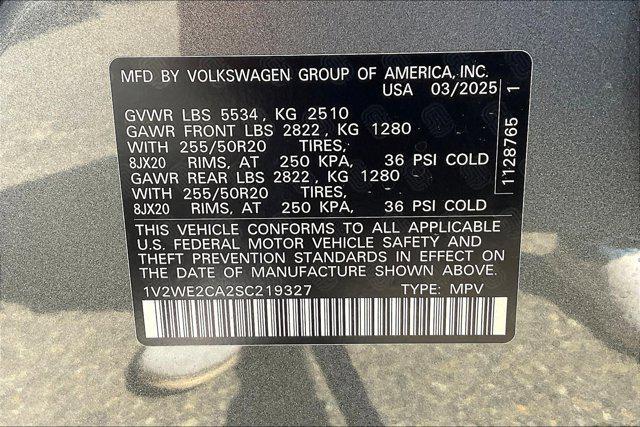 MFD BY VOLKSWAGEN GROUP OF AMERICA, INC.
USA 03/2025
GVWR LBS 5534, KG 2510
GAWR FRONT LBS 2822, KG 1280
WITH 255/50R20 TIRES,
8JX20 RIMS, AT 250 KPA, 36 PSI COLD
GAWR REAR LBS 2822, KG 1280
WITH 255/50R20 TIRES,
8JX20 RIMS, AT 250 KPA, 36 PSI COLD
THIS VEHICLE CONFORMS TO ALL APPLICABLE
U.S. FEDERAL MOTOR VEHICLE SAFETY AND
THEFT PREVENTION STANDARDS IN EFFECT ON
THE DATE OF MANUFACTURE SHOWN ABOVE.
1V2WE2CA2SC219327 TYPE: MPV
1128765 1